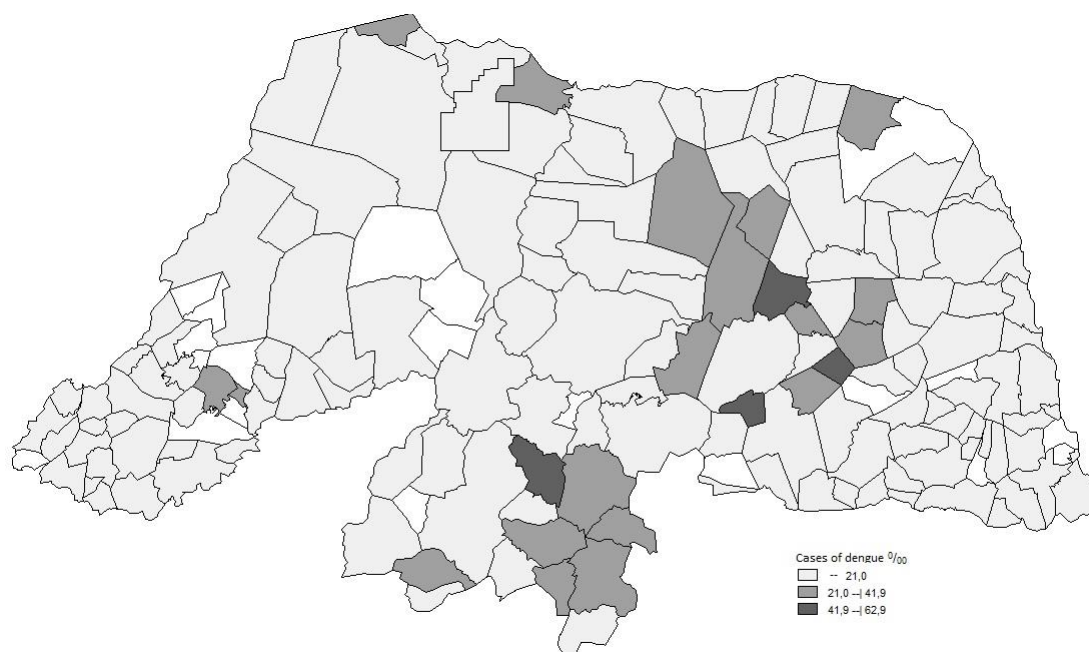 Cases of dengue ⁰/₀₀
-- 21,0
21,0 --| 41,9
41,9 --| 62,9